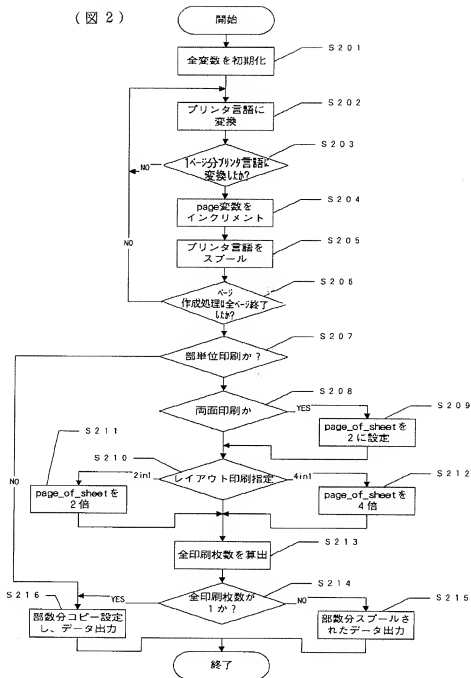 (図2)
開始
S201
全変数を初期化
S202
プリンタ言語に
変換
S203
1ページ分プリンタ言語に
変換したか?
NO
S204
page変数を
インクリメント
S205
プリンタ言語を
スプール
S206
ページ
作成処理は全ページ終了
したか?
NO
S207
部単位印刷か?
S208
両面印刷か
YES
S209
page_of_sheetを
2に設定
S211
S210
2in1
レイアウト印刷指定
4in1
S212
page_of_sheetを
2倍
page_of_sheetを
4倍
NO
S213
全印刷枚数を算出
S214
全印刷枚数が
1か?
S216
YES
NO
S215
部数分コピー設定
し、データ出力
部数分スプールさ
れたデータ出力
終了